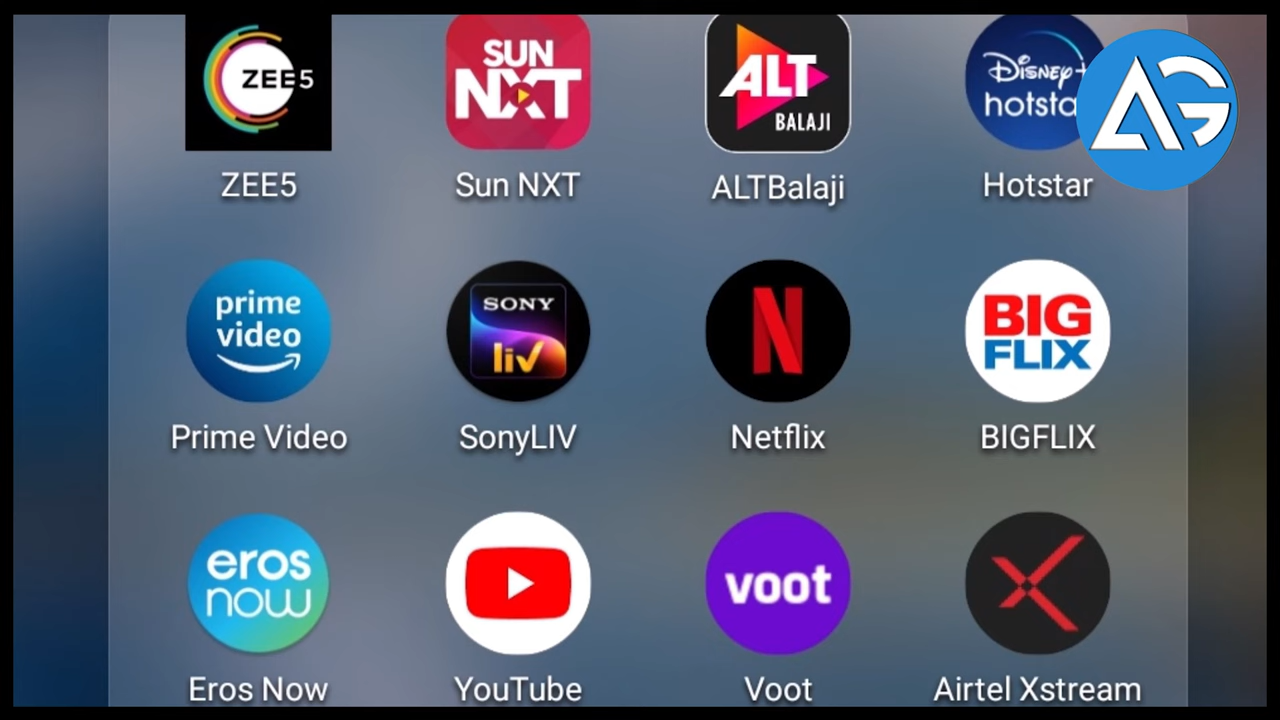 ZEE5
SUN
NXT
ALT
BALAJI
Disney+
hotsta
AG
ZEE5
Sun NXT
ALTBalaji
Hotstar
prime
video
SONY
liv
N
BIG
FLIX
Prime Video
SonyLIV
Netflix
BIGFLIX
eros
now
voot
Eros Now
YouTube
Voot
Airtel Xstream